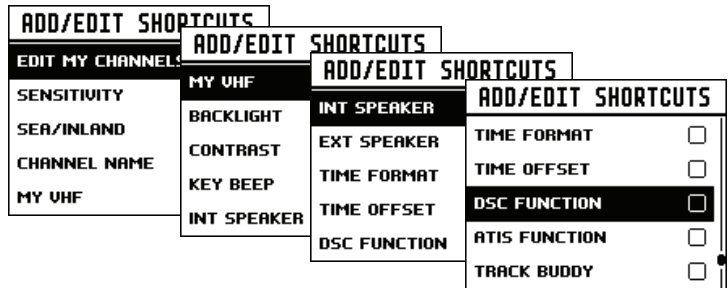 ADD/EDIT SHORTCUTS
EDIT MY CHANNELS
SENSITIVITY
SEA/INLAND
CHANNEL NAME
MY VHF
ADD/EDIT SHORTCUTS
MY VHF
BACKLIGHT
CONTRAST
KEY BEEP
INT SPEAKER
ADD/EDIT SHORTCUTS
INT SPEAKER
EXT SPEAKER
TIME FORMAT
TIME OFFSET
DSC FUNCTION
ADD/EDIT SHORTCUTS
TIME FORMAT
TIME OFFSET
DSC FUNCTION
ATIS FUNCTION
TRACK BUDDY